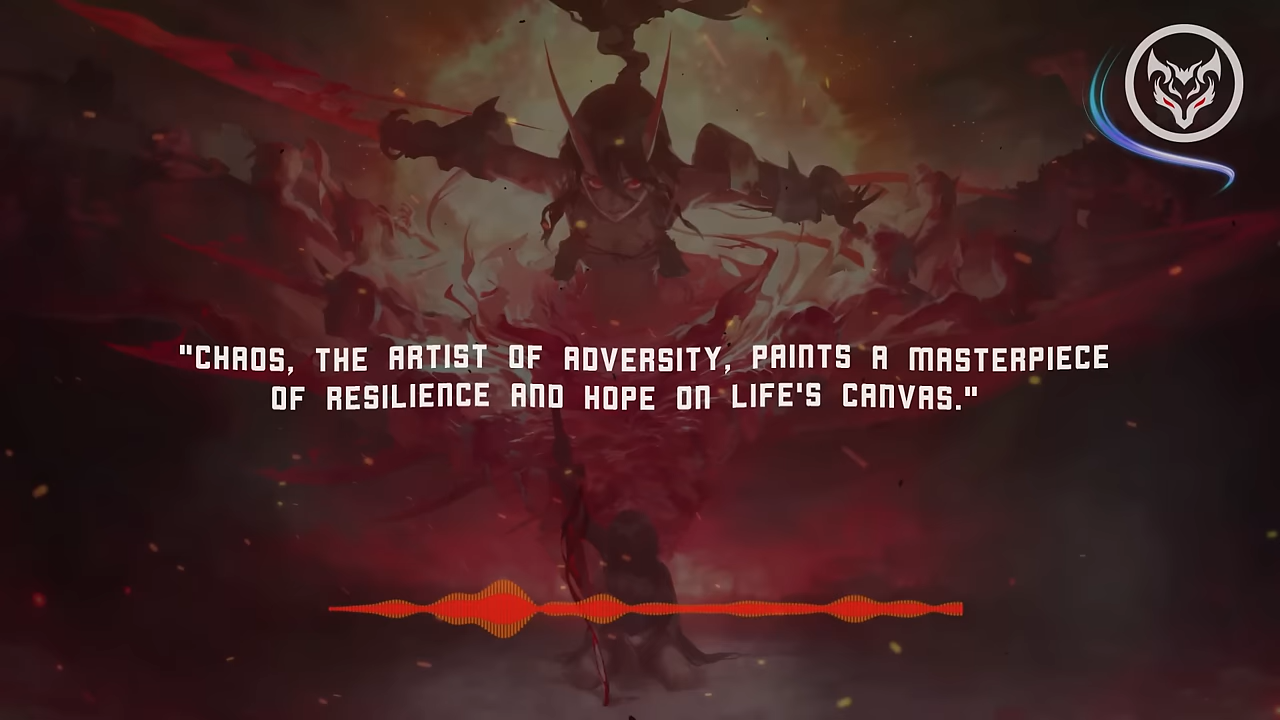 "CHAOS, THE ARTIST OF ADVERSITY, PAINTS A MASTERPIECE
OF RESILIENCE AND HOPE ON LIFE'S CANVAS."